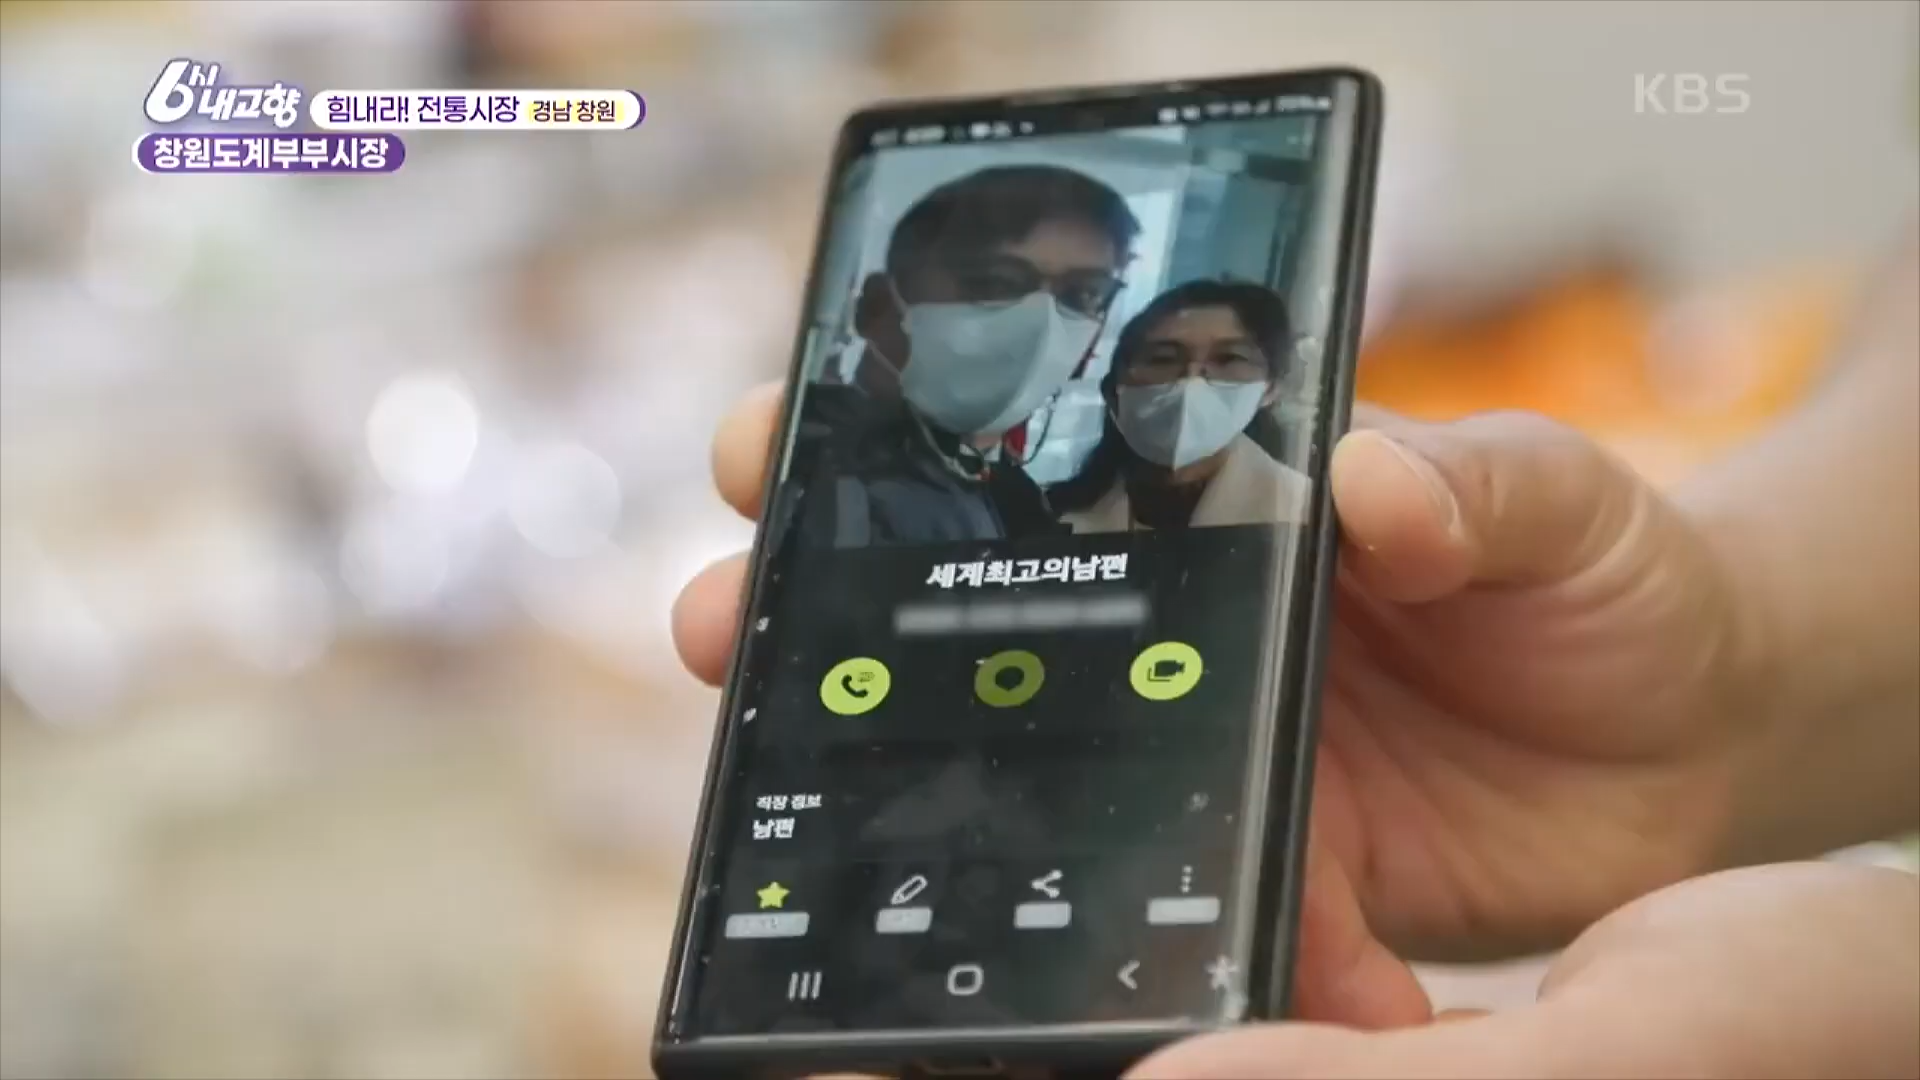 6시내고향
힘내라! 전통시장 경남 창원
창원도계부부시장
KBS
세계최고의남편
직장 정보
남편